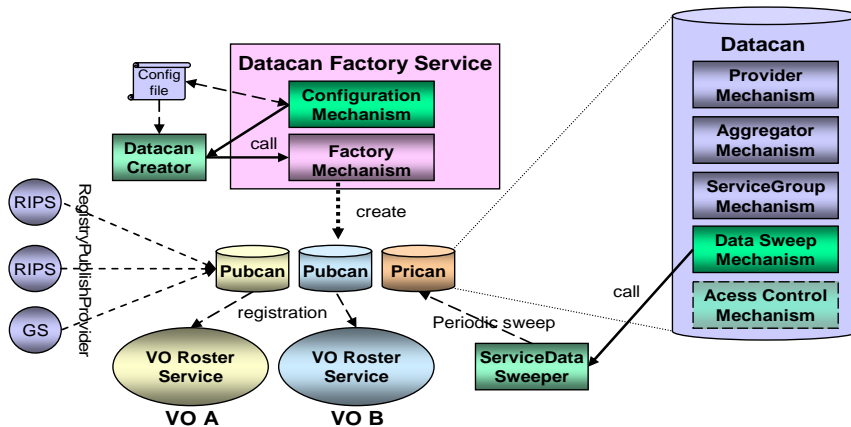 Datacan Factory Service
Config
file
Configuration
Mechanism
Datacan
Creator
call
Factory
Mechanism
create
RIPS
RIPS
GS
RegistryPublishProvider
Pubcan
Pubcan
Prican
registration
Periodic sweep
call
VO Roster
Service
VO A
VO Roster
Service
VO B
ServiceData
Sweeper
Datacan
Provider
Mechanism
Aggregator
Mechanism
ServiceGroup
Mechanism
Data Sweep
Mechanism
Acess Control
Mechanism